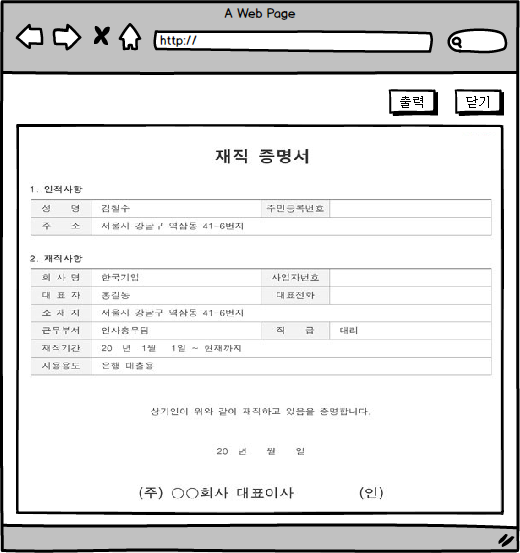 A Web Page
http://
출력 닫기
재직 증명서
1. 인적사항
성 명 김철수 주민등록번호
주 소 서울시 강남구 역삼동 41-6번지
2. 재직사항
회 사 명 한국기업 사업자번호
대 표 자 홍길동 대표전화
소 재 지 서울시 강남구 역삼동 41-6번지
근무부서 인사총무팀 직 급 대리
재직기간 20 년 1월 1일 ~ 현재까지
사용용도 은행 대출용
상기인이 위와 같이 재직하고 있음을 증명합니다.
20 년 월 일
(주) ○○회사 대표이사 (인)